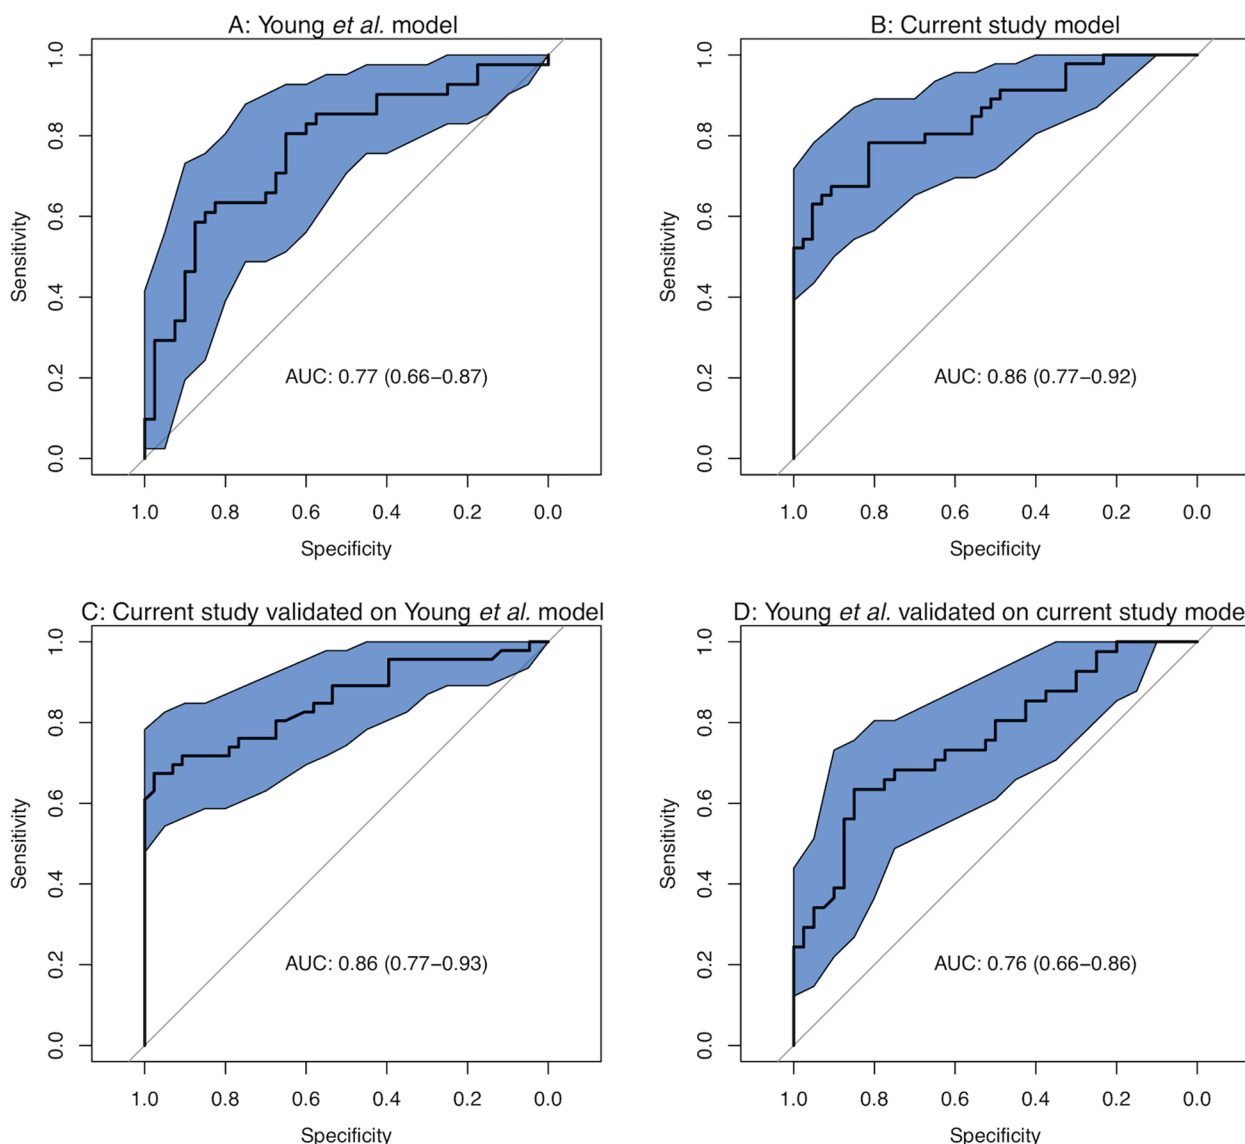 A: Young et al. model
B: Current study model
Sensitivity
0.0 0.2 0.4 0.6 0.8 1.0
AUC: 0.77 (0.66–0.87)
1.0 0.8 0.6 0.4 0.2 0.0
Specificity
Sensitivity
0.0 0.2 0.4 0.6 0.8 1.0
AUC: 0.86 (0.77–0.92)
1.0 0.8 0.6 0.4 0.2 0.0
Specificity
C: Current study validated on Young et al. model
D: Young et al. validated on current study mode
Sensitivity
0.0 0.2 0.4 0.6 0.8 1.0
AUC: 0.86 (0.77–0.93)
1.0 0.8 0.6 0.4 0.2 0.0
Specificity
Sensitivity
0.0 0.2 0.4 0.6 0.8 1.0
AUC: 0.76 (0.66–0.86)
1.0 0.8 0.6 0.4 0.2 0.0
Specificity